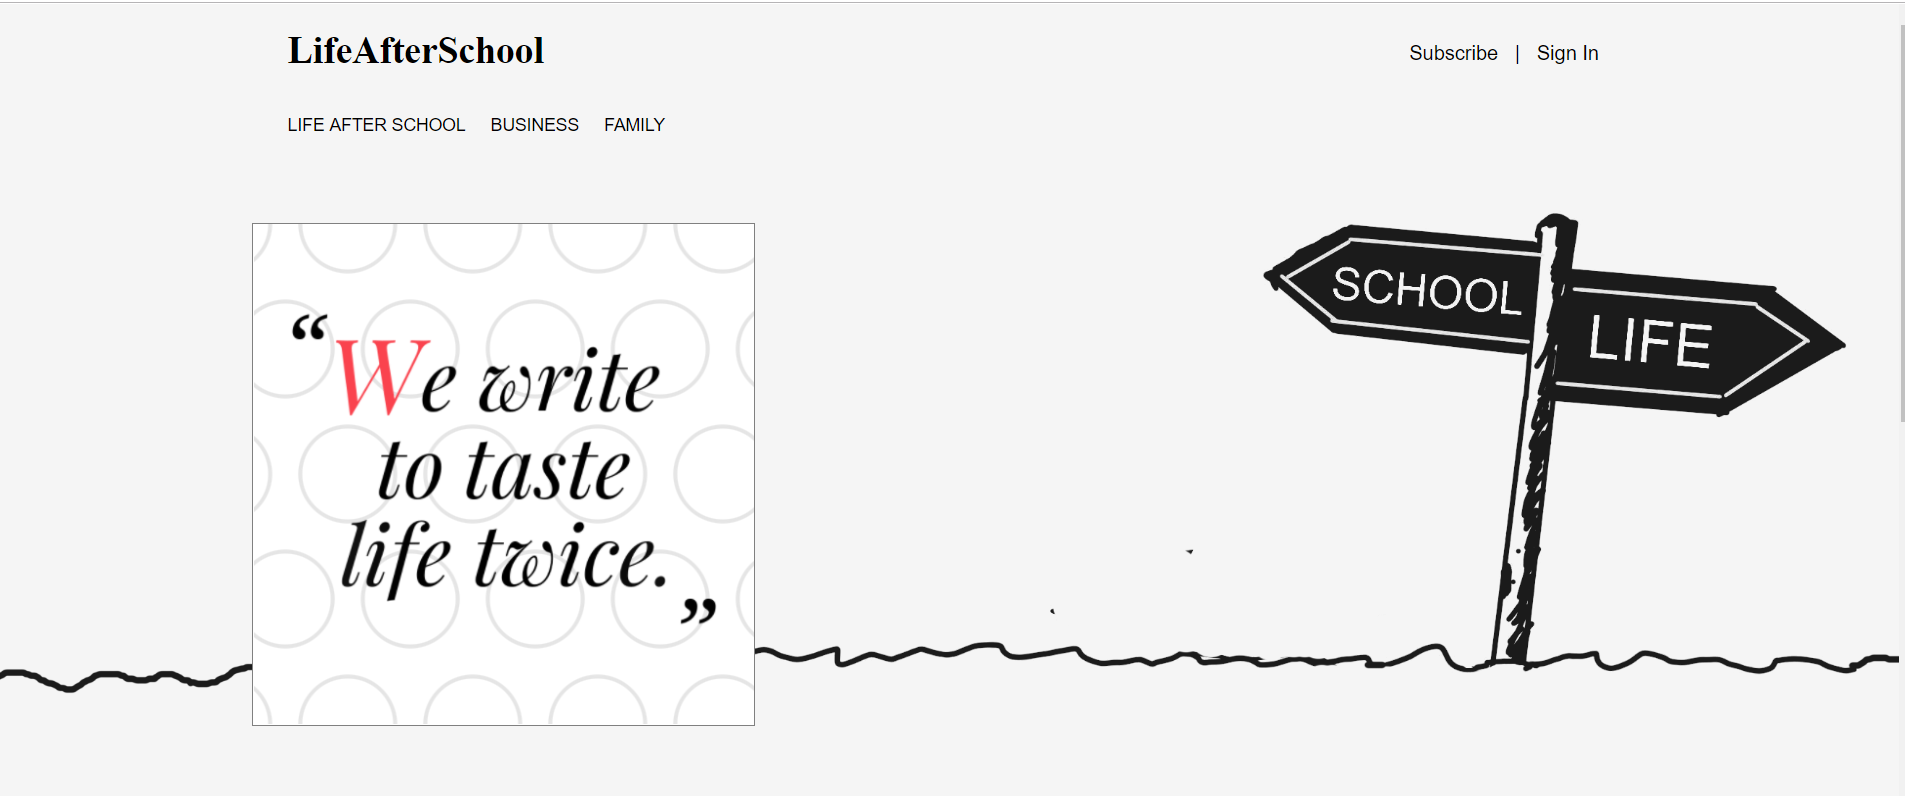 LifeAfterSchool
Subscribe | Sign In
LIFE AFTER SCHOOL BUSINESS FAMILY
“We write
to taste
life twice.”
SCHOOL
LIFE